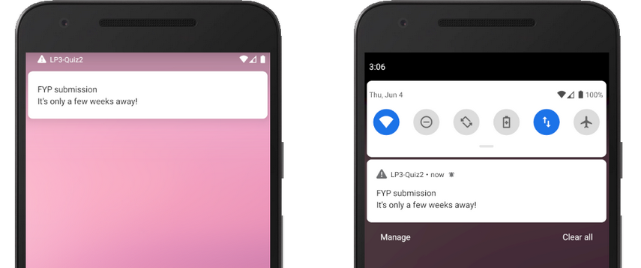 LP3-Quiz2
FYP submission
It's only a few weeks away!
3:06
Thu, Jun 4
100%
LP3-Quiz2 • now
FYP submission
It's only a few weeks away!
Manage
Clear all